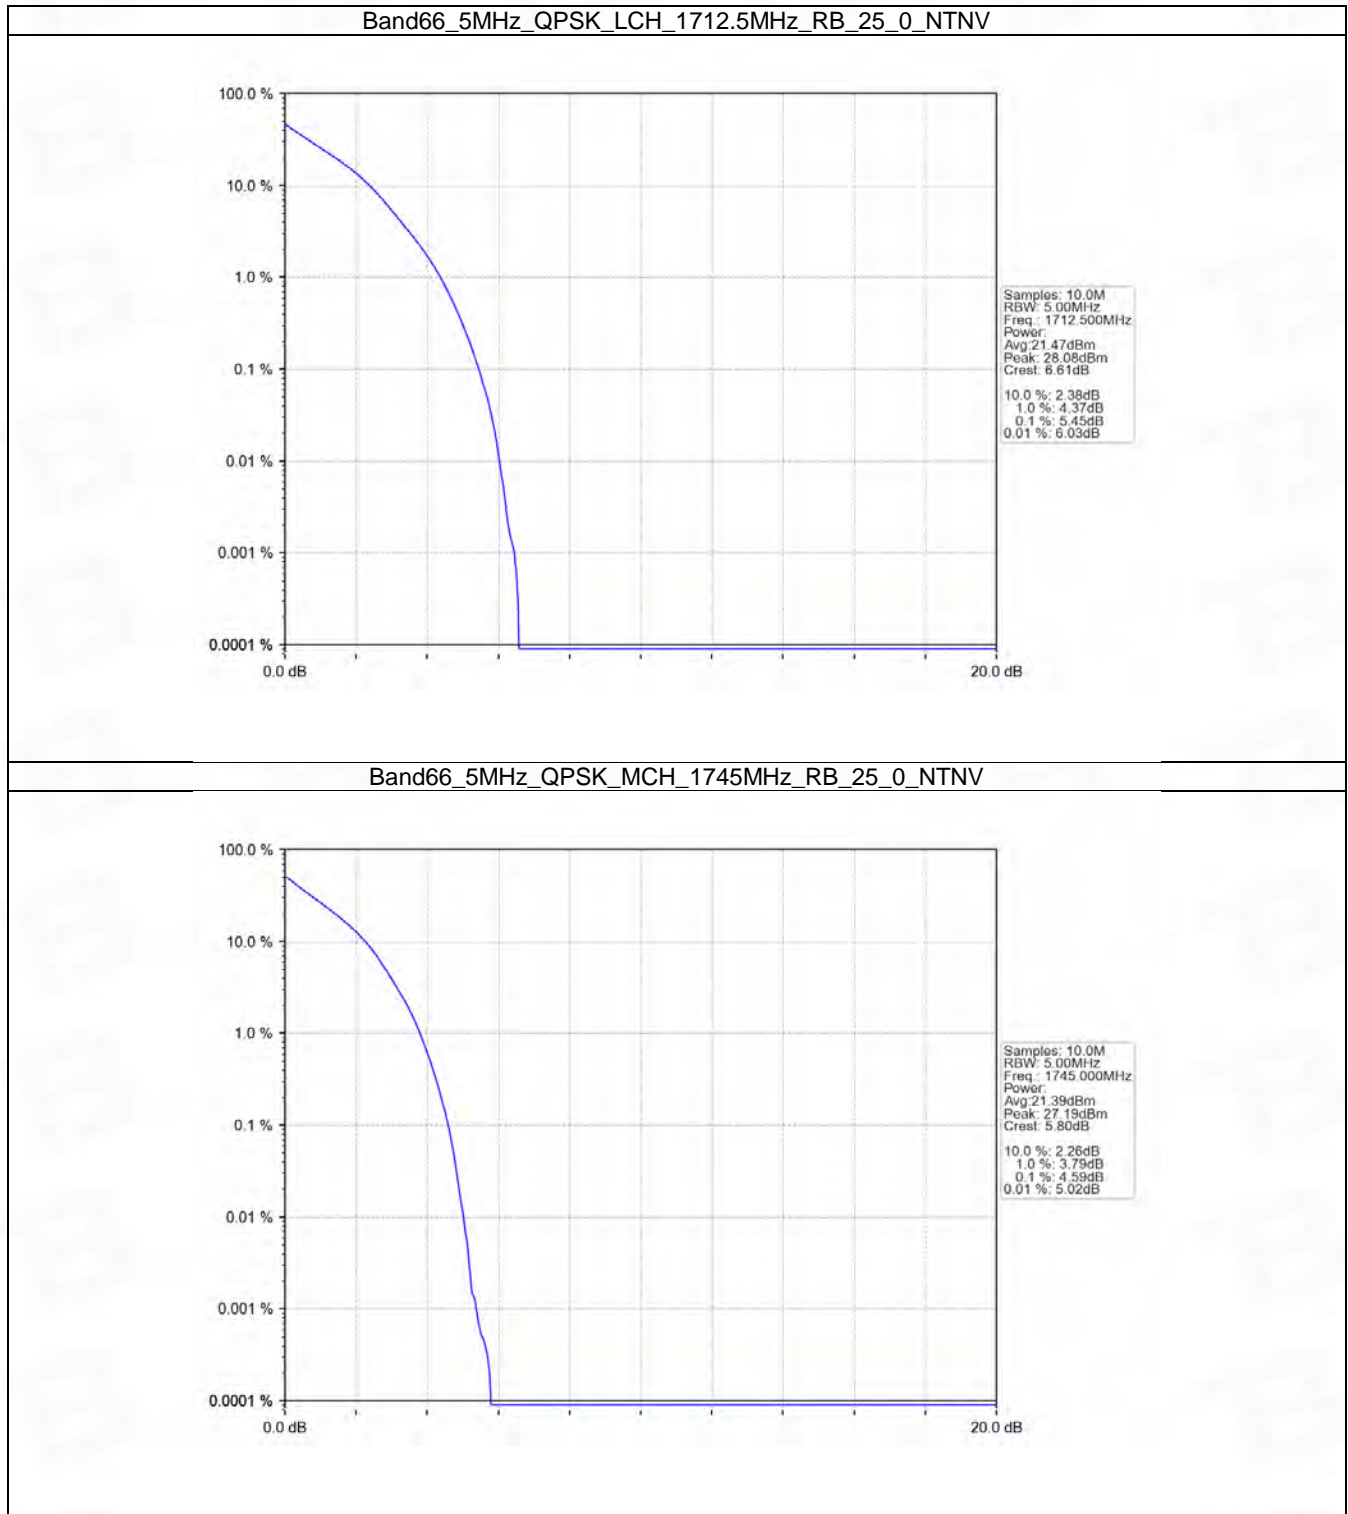 Band66_5MHz_QPSK_LCH_1712.5MHz_RB_25_0_NTNV
100.0 %
10.0 %
1.0 %
0.1 %
0.01 %
0.001 %
0.0001 %
0.0 dB
20.0 dB
Samples: 10.0M
RBW: 5.00MHz
Freq.: 1712.500MHz
Power:
Avg:21.47dBm
Peak: 28.08dBm
Crest: 6.61dB
10.0 %: 2.38dB
1.0 %: 4.37dB
0.1 %: 5.45dB
0.01 %: 6.03dB
Band66_5MHz_QPSK_MCH_1745MHz_RB_25_0_NTNV
100.0 %
10.0 %
1.0 %
0.1 %
0.01 %
0.001 %
0.0001 %
0.0 dB
20.0 dB
Samples: 10.0M
RBW: 5.00MHz
Freq.: 1745.000MHz
Power:
Avg:21.39dBm
Peak: 27.19dBm
Crest: 5.80dB
10.0 %: 2.26dB
1.0 %: 3.79dB
0.1 %: 4.59dB
0.01 %: 5.02dB